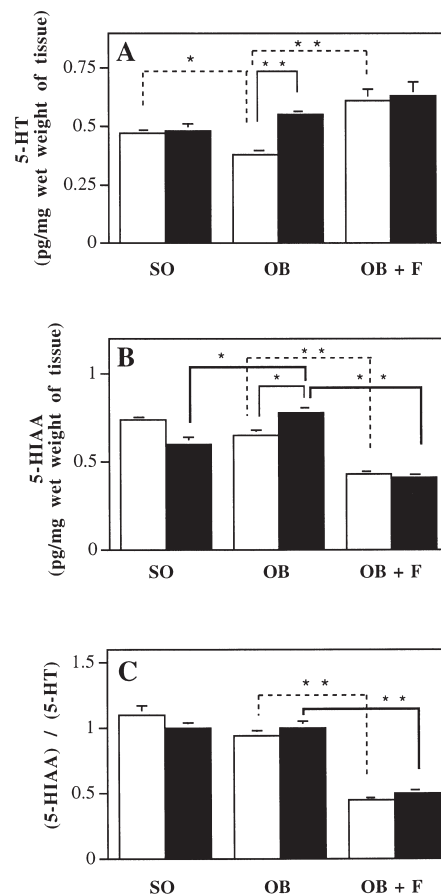 A
5-HT
(pg/mg wet weight of tissue)
0.75
0.5
0.25
0
*
* *
* *
SO
OB
OB + F
B
5-HIAA
(pg/mg wet weight of tissue)
1
0.5
0
*
* *
*
* *
SO
OB
OB + F
C
(5-HIAA) / (5-HT)
1.5
1
0.5
0
* *
* *
SO
OB
OB + F